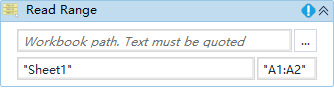 Read Range
Workbook path. Text must be quoted ...
"Sheet1" "A1:A2"